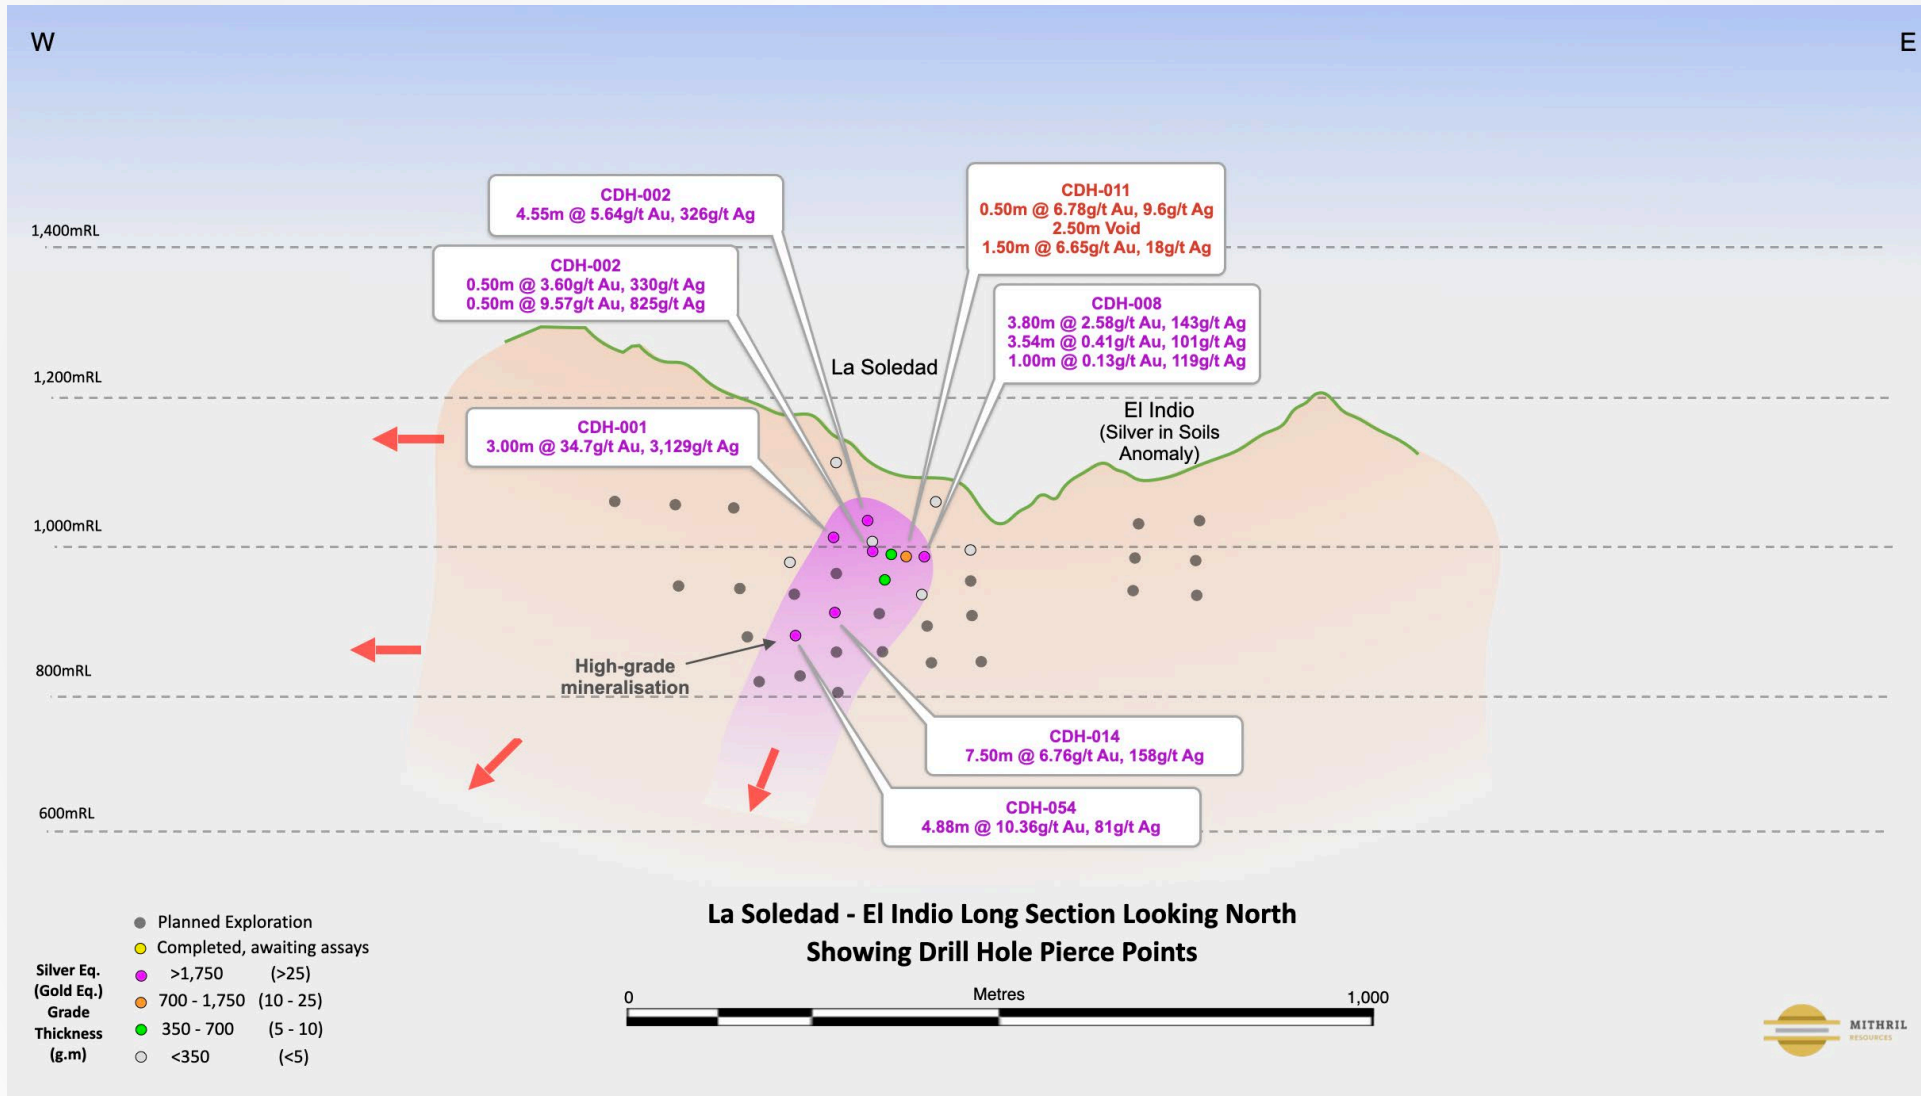 W
E
CDH-002
4.55m @ 5.64g/t Au, 326g/t Ag
CDH-011
0.50m @ 6.78g/t Au, 9.6g/t Ag
2.50m Void
1.50m @ 6.65g/t Au, 18g/t Ag
1,400mRL
CDH-002
0.50m @ 3.60g/t Au, 330g/t Ag
0.50m @ 9.57g/t Au, 825g/t Ag
CDH-008
3.80m @ 2.58g/t Au, 143g/t Ag
3.54m @ 0.41g/t Au, 101g/t Ag
1.00m @ 0.13g/t Au, 119g/t Ag
La Soledad
1,200mRL
El Indio
(Silver in Soils
Anomaly)
CDH-001
3.00m @ 34.7g/t Au, 3,129g/t Ag
1,000mRL
800mRL
High-grade
mineralisation
CDH-014
7.50m @ 6.76g/t Au, 158g/t Ag
600mRL
CDH-054
4.88m @ 10.36g/t Au, 81g/t Ag
La Soledad - El Indio Long Section Looking North
Showing Drill Hole Pierce Points
0 Metres 1,000
Planned Exploration
Completed, awaiting assays
Silver Eq.
(Gold Eq.)
Grade
Thickness
(g.m)
>1,750 (>25)
700 - 1,750 (10 - 25)
350 - 700 (5 - 10)
<350 (<5)
MITHRIL
RESOURCES